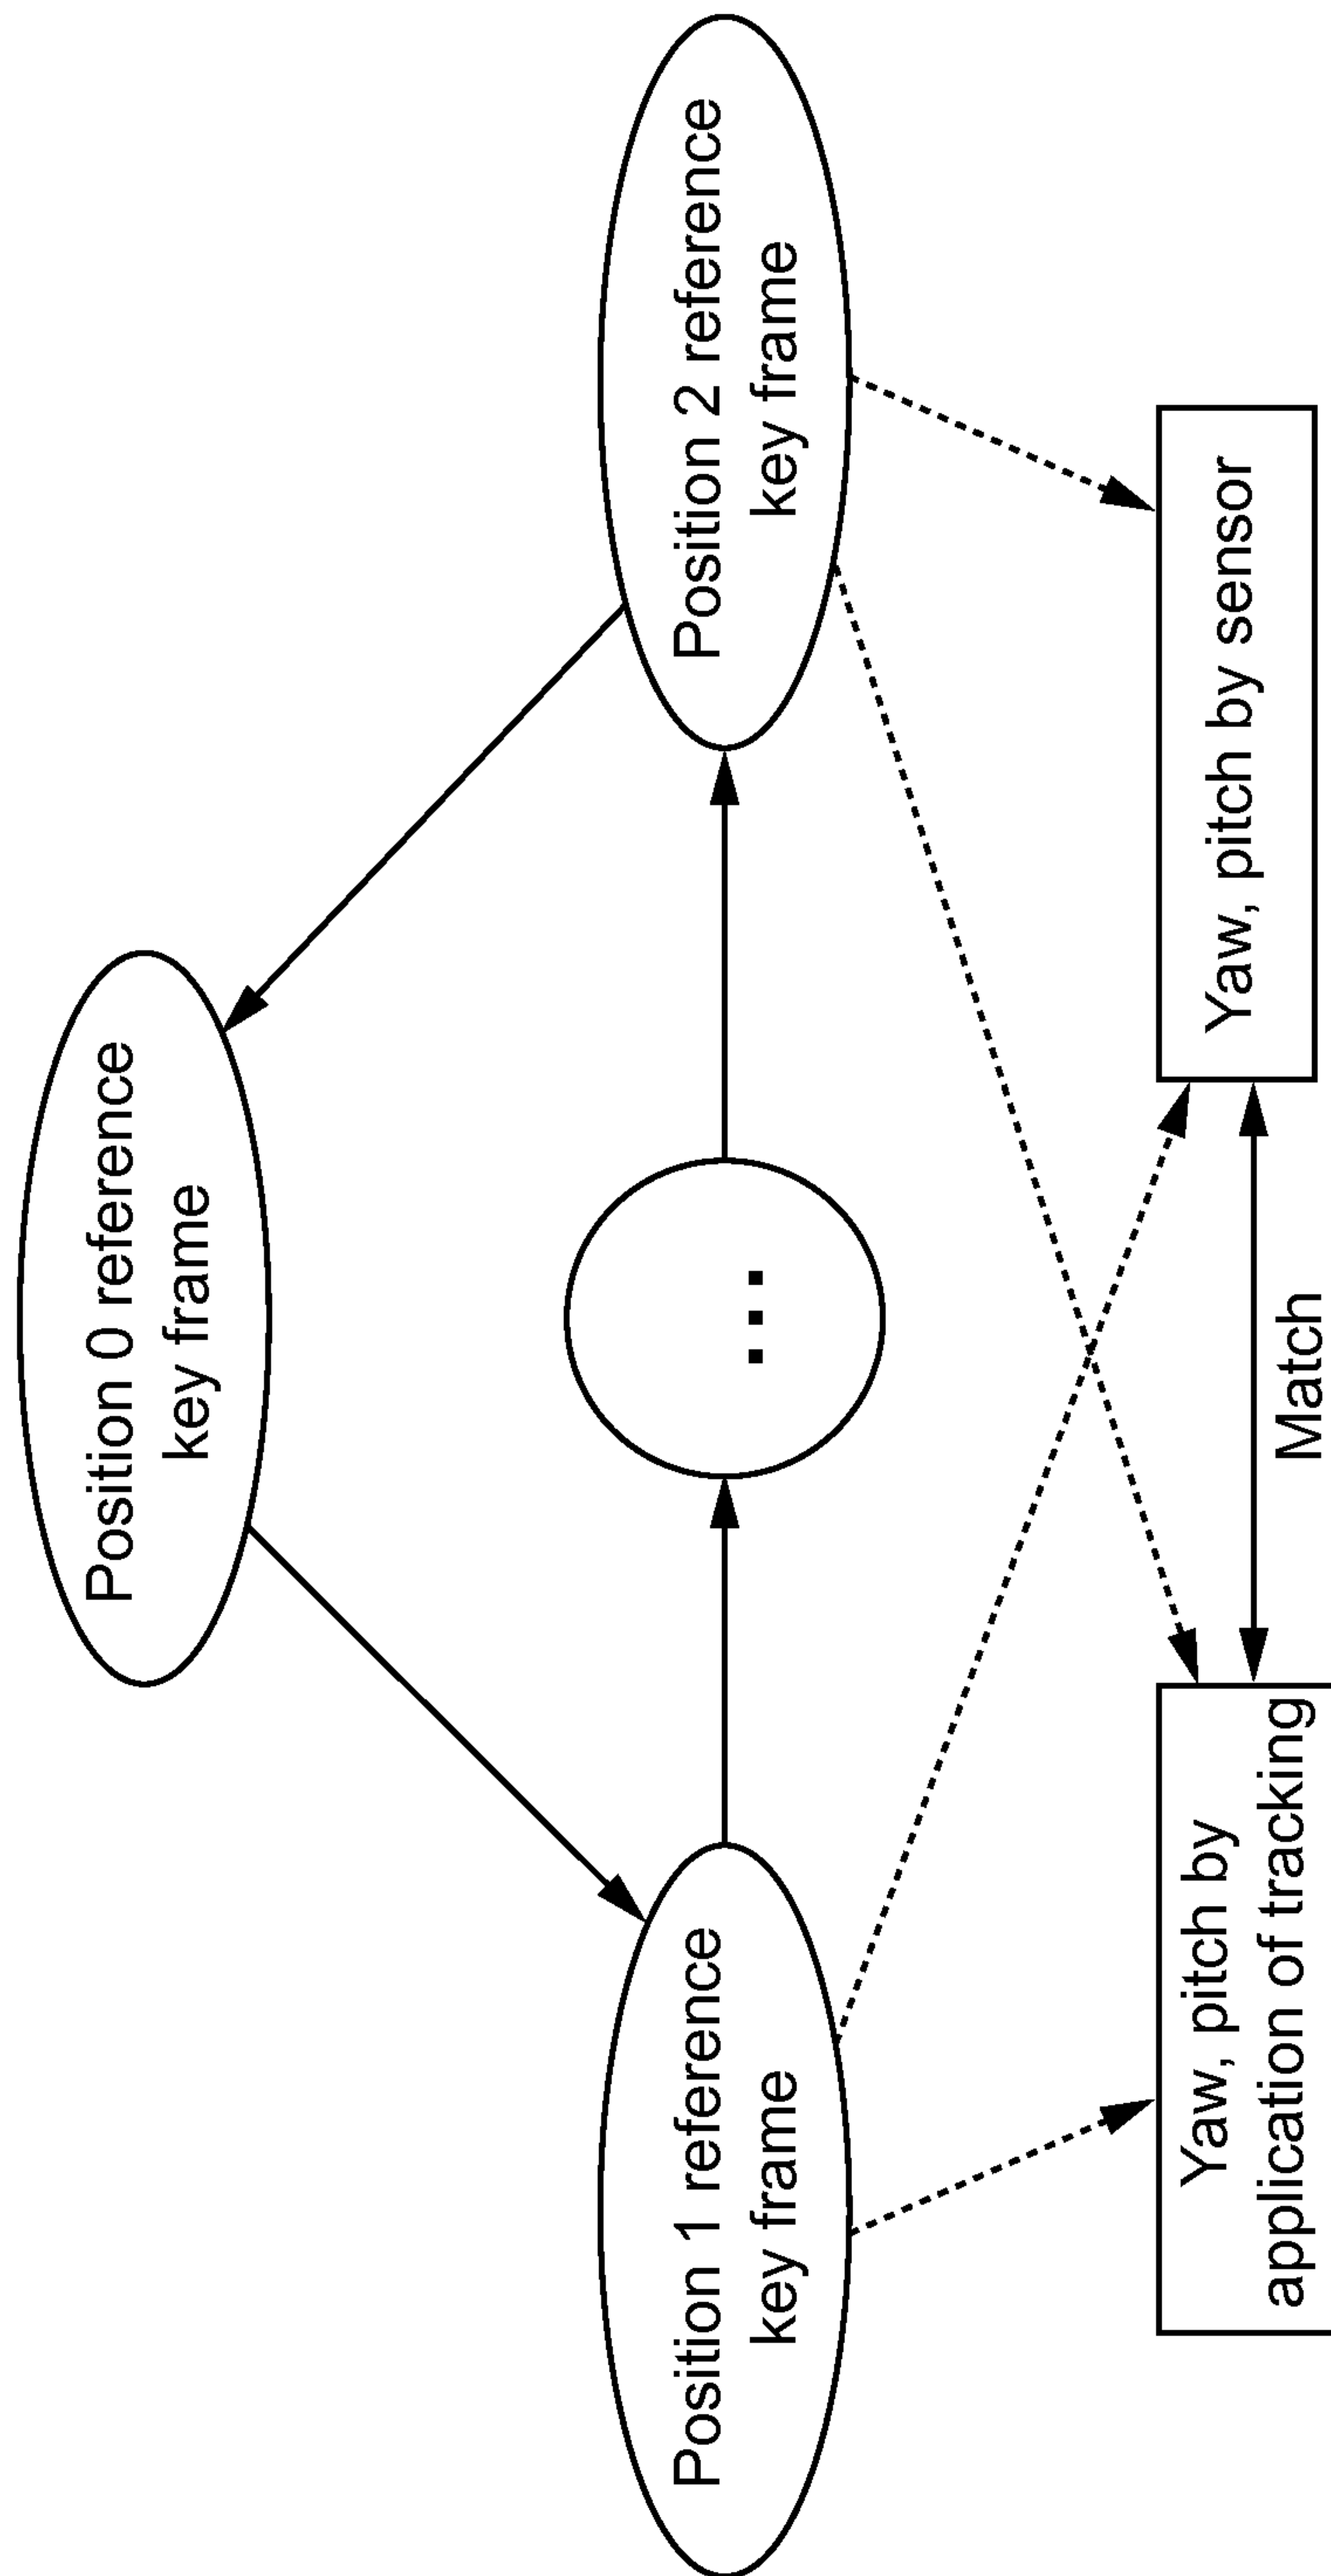 Position 0 reference
key frame
Position 1 reference
key frame
...
Position 2 reference
key frame
Yaw, pitch by
application of tracking
Match
Yaw, pitch by sensor